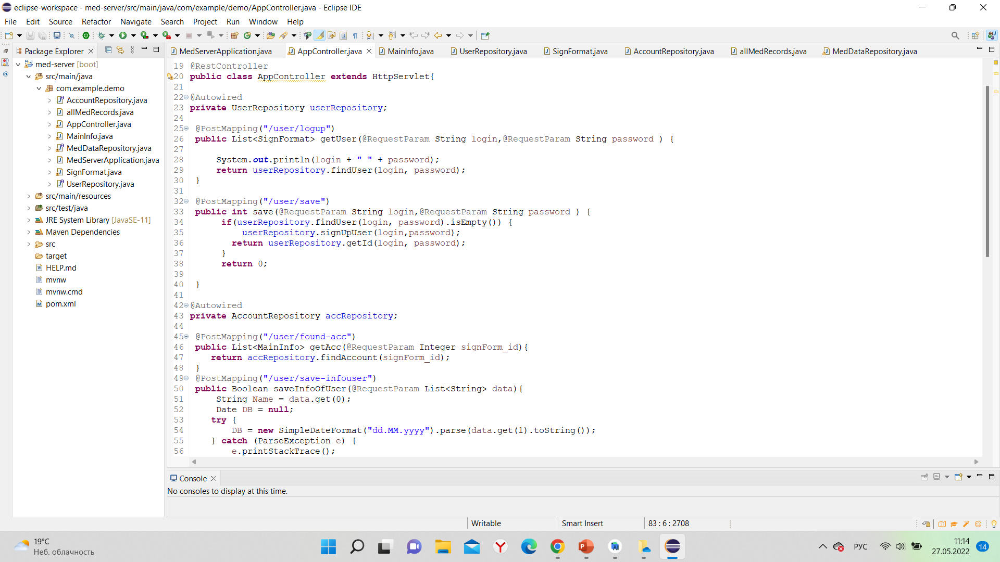 eclipse-workspace - med-server/src/main/java/com/example/demo/AppController.java - Eclipse IDE
File Edit Source Refactor Navigate Search Project Run Window Help
Package Explorer
med-server [boot]
src/main/java
com.example.demo
AccountRepository.java
allMedRecords.java
AppController.java
MainInfo.java
MedDataRepository.java
MedServerApplication.java
SignFormat.java
UserRepository.java
src/main/resources
src/test/java
JRE System Library [JavaSE-11]
Maven Dependencies
src
target
HELP.md
mvnw
mvnw.cmd
pom.xml
MedServerApplication.java AppController.java MainInfo.java UserRepository.java SignFormat.java AccountRepository.java allMedRecords.java MedDataRepository.java
19 @RestController
20 public class AppController extends HttpServlet{
21
22 @Autowired
23 private UserRepository userRepository;
24
25 @PostMapping("/user/logup")
26 public List<SignFormat> getUser(@RequestParam String login,@RequestParam String password ) {
27
28 System.out.println(login + " " + password);
29 return userRepository.findUser(login, password);
30 }
31
32 @PostMapping("/user/save")
33 public int save(@RequestParam String login,@RequestParam String password ) {
34 if(userRepository.findUser(login, password).isEmpty()) {
35 userRepository.signUpUser(login,password);
36 return userRepository.getId(login, password);
37 }
38 return 0;
39
40 }
41
42 @Autowired
43 private AccountRepository accRepository;
44
45 @PostMapping("/user/found-acc")
46 public List<MainInfo> getAcc(@RequestParam Integer signForm_id){
47 return accRepository.findAccount(signForm_id);
48 }
49 @PostMapping("/user/save-infouser")
50 public Boolean saveInfoOfUser(@RequestParam List<String> data){
51 String Name = data.get(0);
52 Date DB = null;
53 try {
54 DB = new SimpleDateFormat("dd.MM.yyyy").parse(data.get(1).toString());
55 } catch (ParseException e) {
56 e.printStackTrace();
Console
No consoles to display at this time.
Writable Smart Insert 83 : 6 : 2708
19°C
Неб. облачность
РУС
11:14
27.05.2022
14